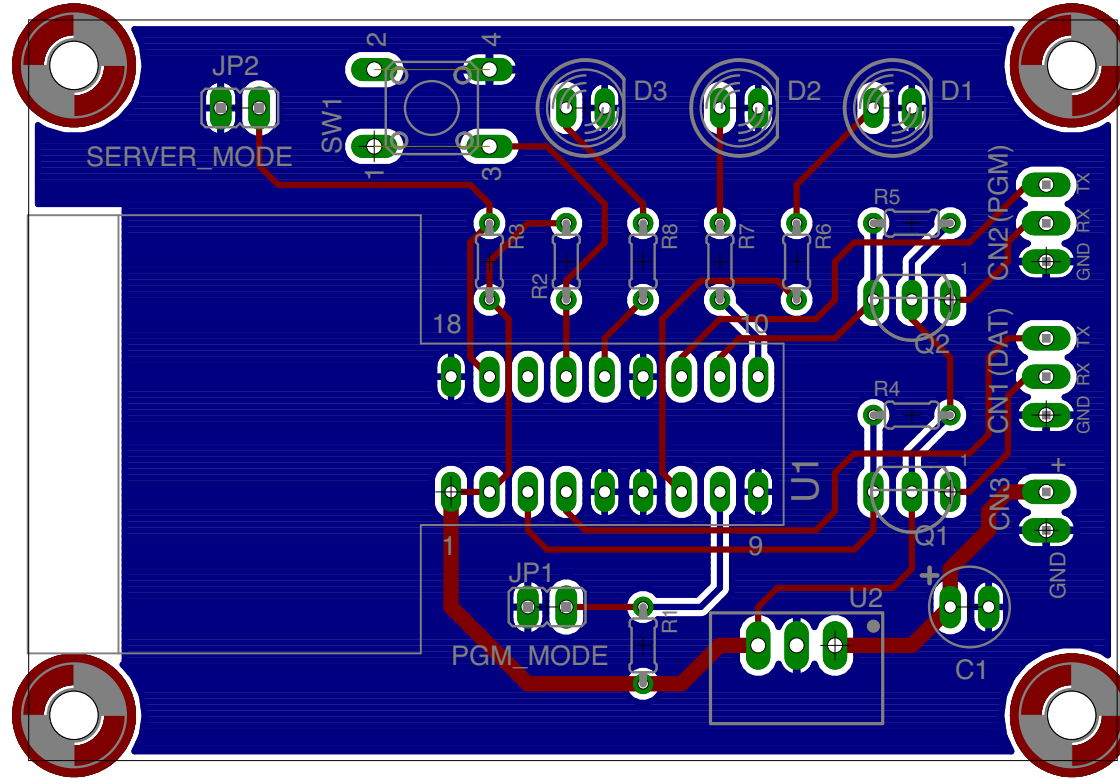 JP2
SERVER_MODE
SW1
2
4
1
3
D3
D2
D1
CN2 (PGM)
TX
RX
GND
R3
R2
R8
R7
R6
R5
1
Q2
18
10
CN1 (DAT)
TX
RX
GND
R4
1
Q1
U1
1
9
CN3
+
GND
JP1
PGM_MODE
R1
U2
+
C1